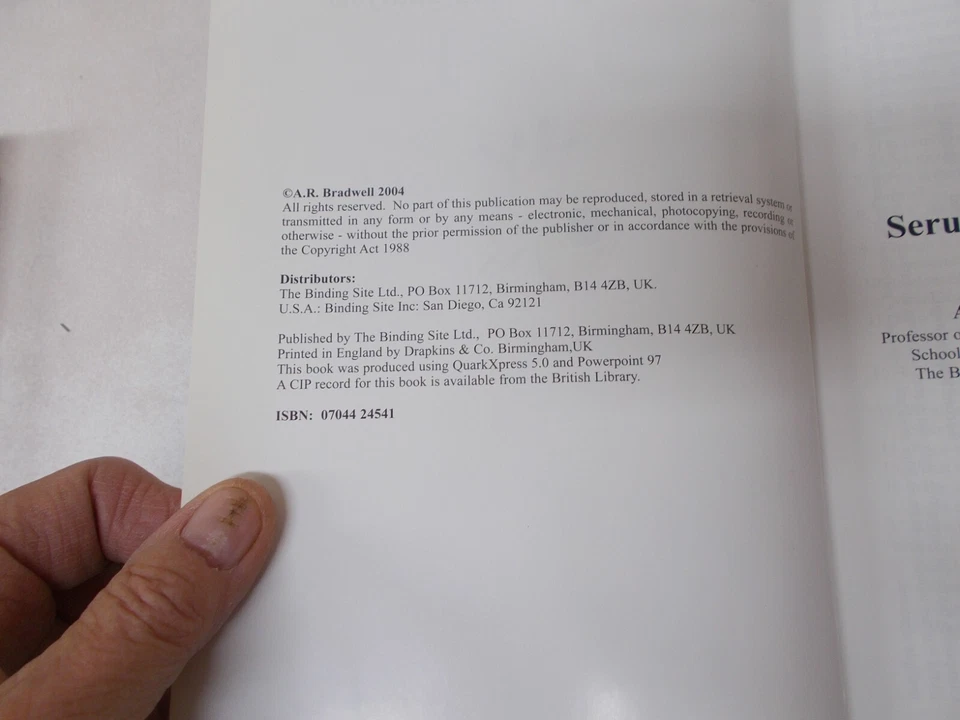 ©A.R. Bradwell 2004
All rights reserved. No part of this publication may be reproduced, stored in a retrieval system or
transmitted in any form or by any means - electronic, mechanical, photocopying, recording or
otherwise - without the prior permission of the publisher or in accordance with the provisions of
the Copyright Act 1988
Distributors:
The Binding Site Ltd., PO Box 11712, Birmingham, B14 4ZB, UK.
U.S.A.: Binding Site Inc: San Diego, Ca 92121
Published by The Binding Site Ltd., PO Box 11712, Birmingham, B14 4ZB, UK
Printed in England by Drapkins & Co. Birmingham,UK
This book was produced using QuarkXpress 5.0 and Powerpoint 97
A CIP record for this book is available from the British Library.
ISBN: 07044 24541
Seru
A
Professor o
School
The B